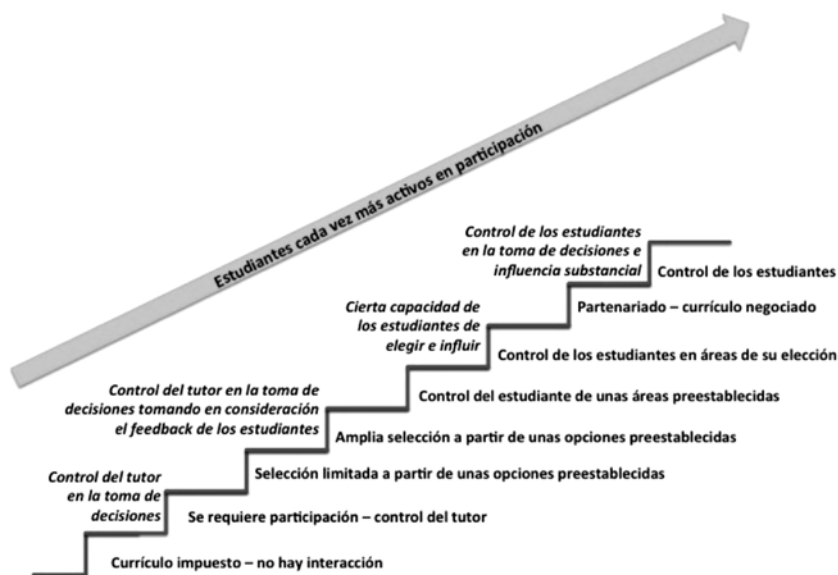 Estudiantes cada vez más activos en participación
Control de los estudiantes
en la toma de decisiones e
influencia substancial
Control de los estudiantes
Partenariado – currículo negociado
Cierta capacidad de
los estudiantes de
elegir e influir
Control de los estudiantes en áreas de su elección
Control del estudiante de unas áreas preestablecidas
Control del tutor en la toma de
decisiones tomando en consideración
el feedback de los estudiantes
Amplia selección a partir de unas opciones preestablecidas
Selección limitada a partir de unas opciones preestablecidas
Control del tutor
en la toma de
decisiones
Se requiere participación – control del tutor
Currículo impuesto – no hay interacción